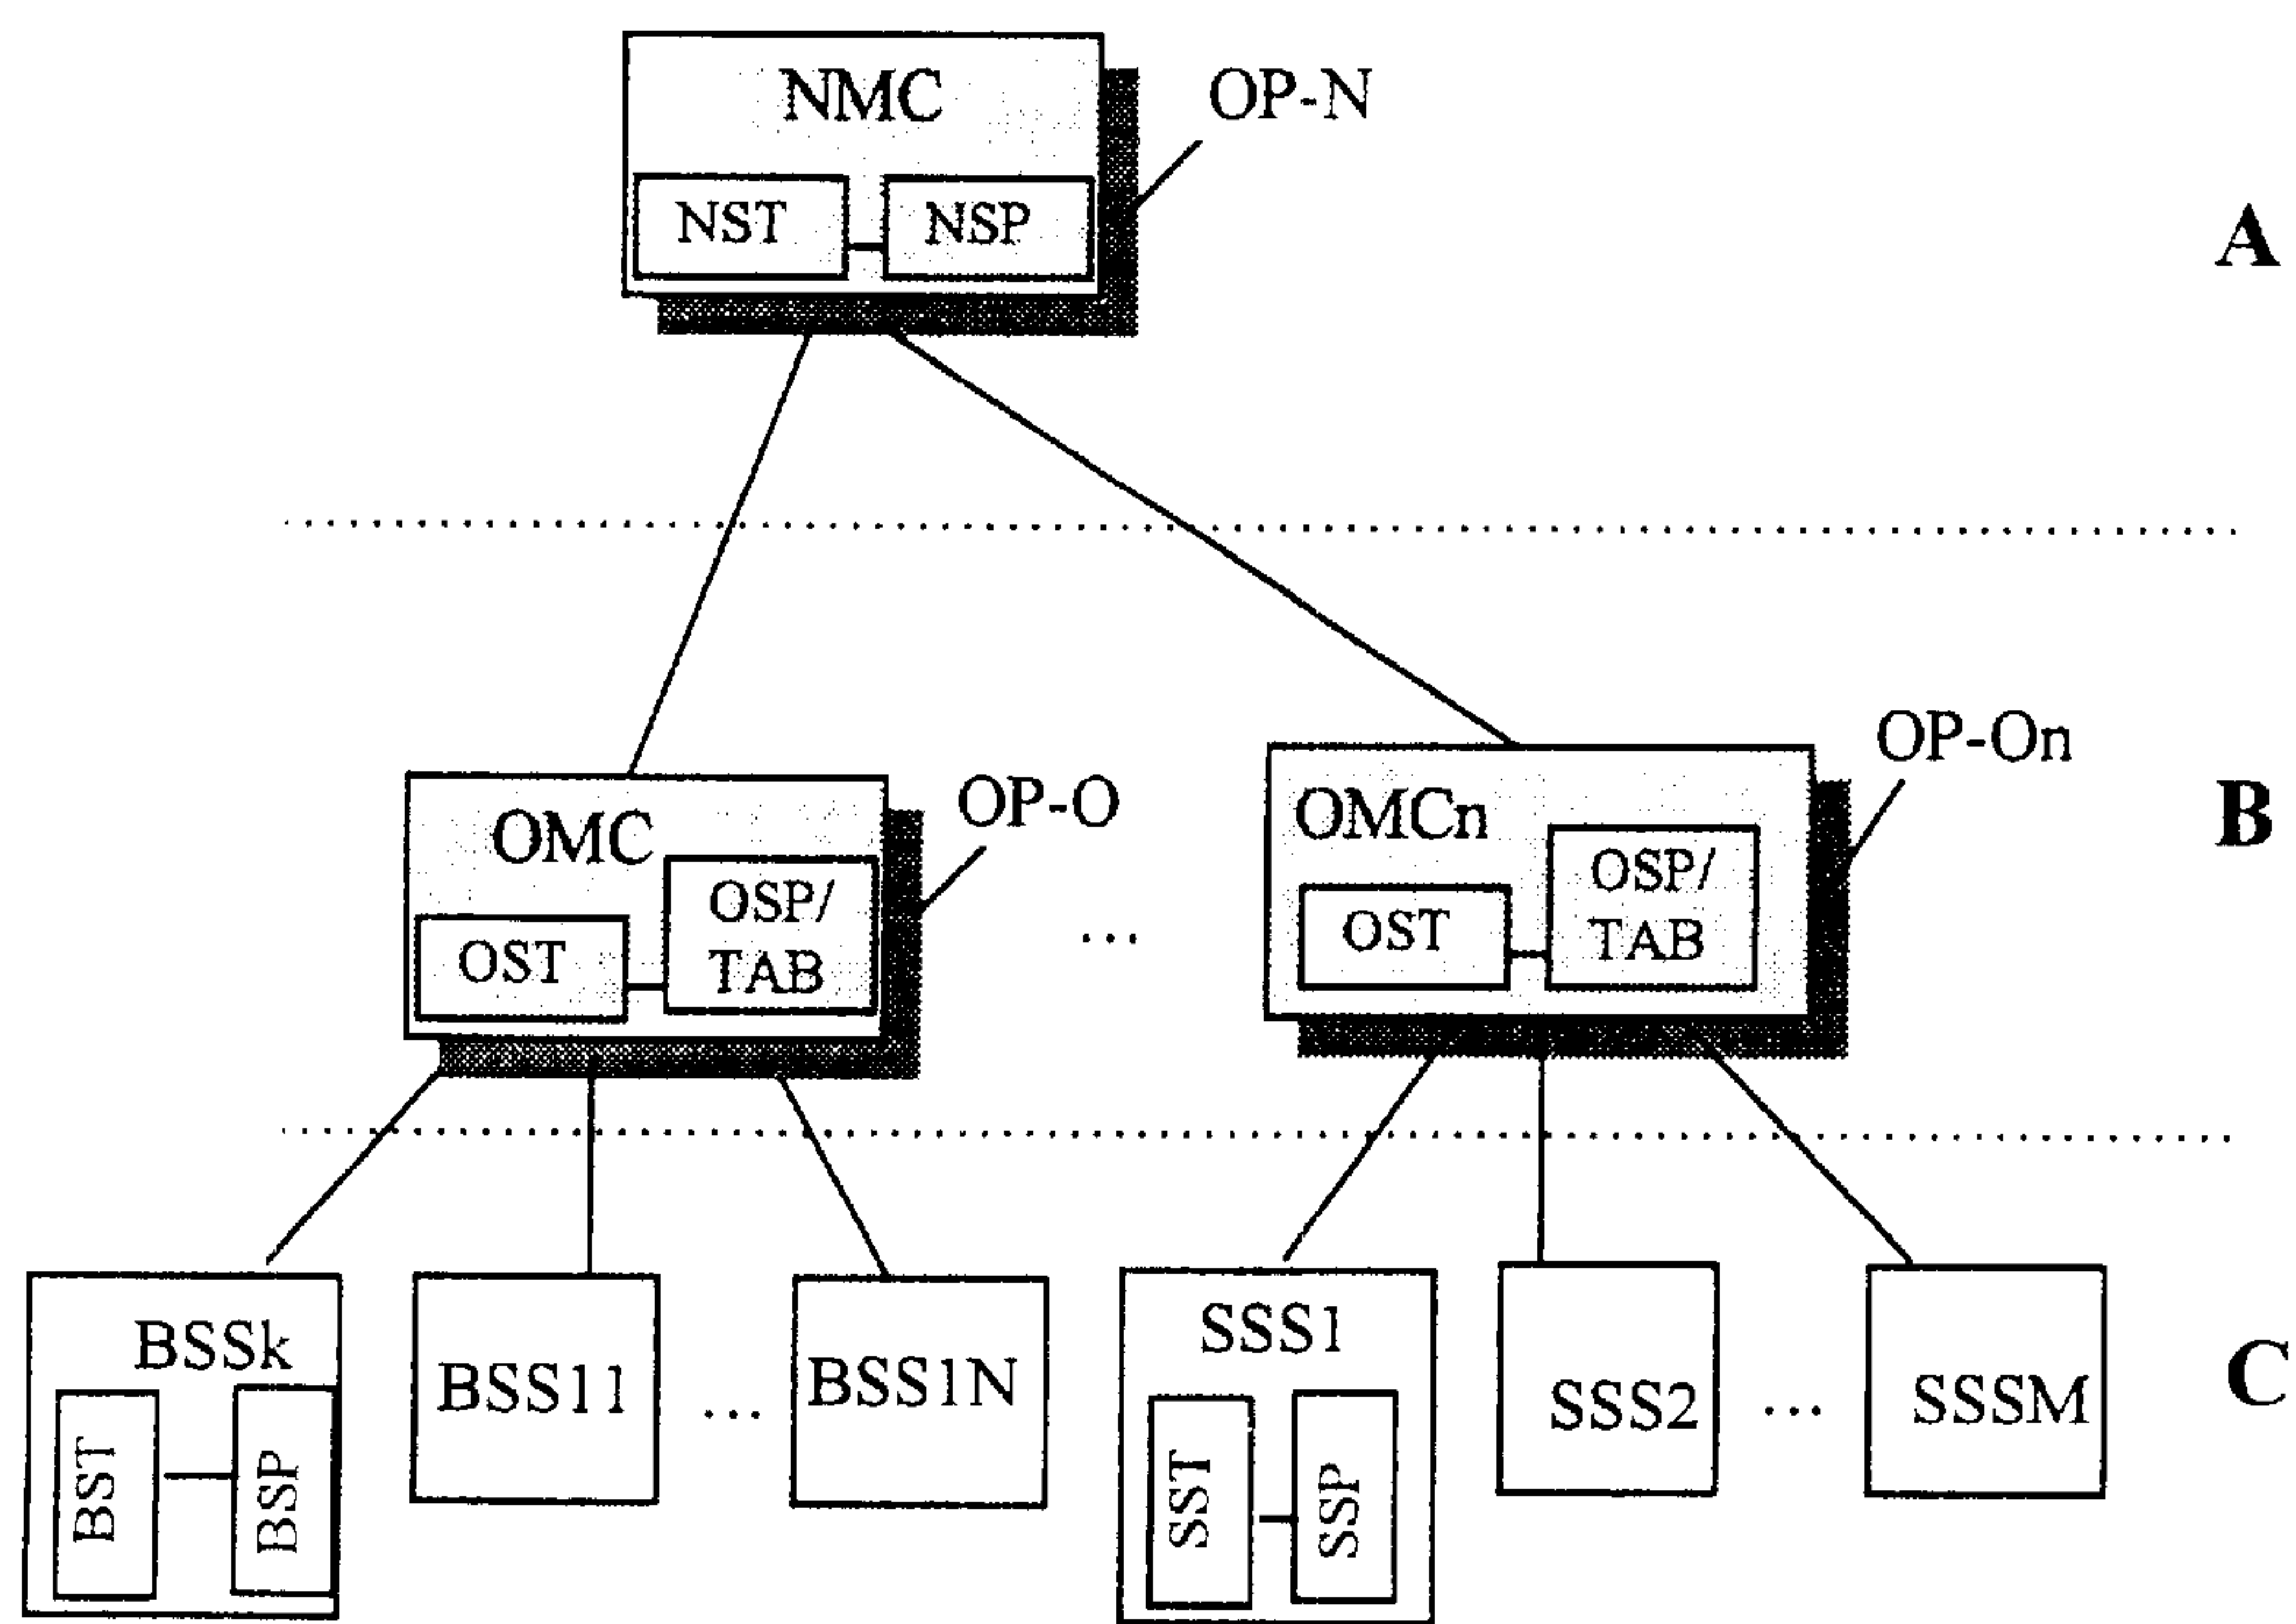 NMC
OP-N
NST
NSP
A
OMC
OP-O
OST
OSP/
TAB
...
OMCn
OP-On
OST
OSP/
TAB
B
BSSk
BST
BSP
BSS11
...
BSS1N
SSS1
SST
SSP
SSS2
...
SSSM
C